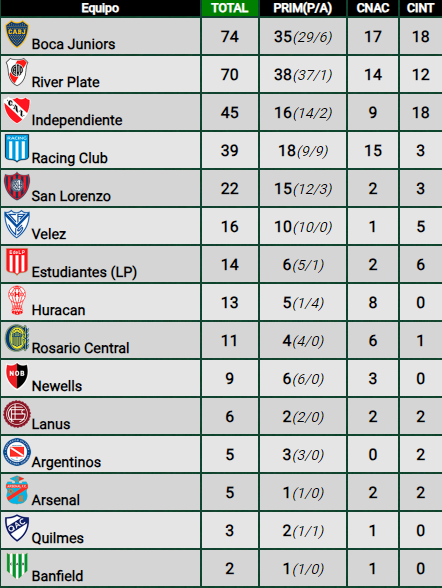 Equipo TOTAL PRIM(P/A) CNAC CINT
Boca Juniors 74 35(29/6) 17 18
River Plate 70 38(37/1) 14 12
Independiente 45 16(14/2) 9 18
RACING
Racing Club 39 18(9/9) 15 3
San Lorenzo 22 15(12/3) 2 3
Velez 16 10(10/0) 1 5
Estudiantes (LP) 14 6(5/1) 2 6
Huracan 13 5(1/4) 8 0
Rosario Central 11 4(4/0) 6 1
NOB
Newells 9 6(6/0) 3 0
Lanus 6 2(2/0) 2 2
Argentinos 5 3(3/0) 0 2
Arsenal 5 1(1/0) 2 2
QAC
Quilmes 3 2(1/1) 1 0
Banfield 2 1(1/0) 1 0